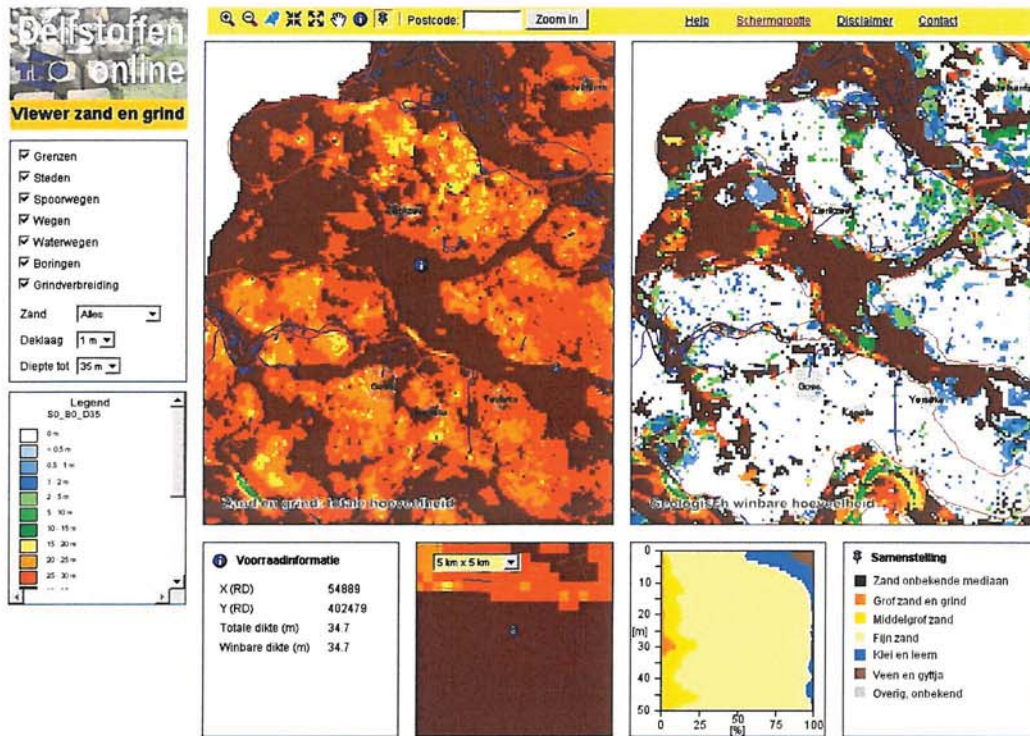 Delfstoffen
online
Viewer zand en grind
Postcode: Zoom In
Help Schermgrootte Disclaimer Contact
Grenzen
Steden
Spoorwegen
Wegen
Waterwegen
Boringen
Grindverbreiding
Zand Alles
Deklaag 1 m
Diepte tot 35 m
Legend
S0_B0_D35
0 m
< 0.5 m
0.5 1 m
1 2 m
2 5 m
5 10 m
10 - 15 m
15 20 m
20 - 25 m
25 30 m
Zierikzee
Goes
Kapelle
Yerseke
Zand en grind: totale hoeveelheid
Zierikzee
Goes
Kapelle
Yerseke
Geologisch winbare hoeveelheid
Voorraadinformatie
X (RD) 54889
Y (RD) 402479
Totale dikte (m) 34.7
Winbare dikte (m) 34.7
5 km x 5 km
0
10
20
[m]
30
40
50
0 25 50 75 100
[%]
Samenstelling
Zand onbekende mediaan
Grof zand en grind
Middelgrof zand
Fijn zand
Klei en leem
Veen en gyttja
Overig, onbekend